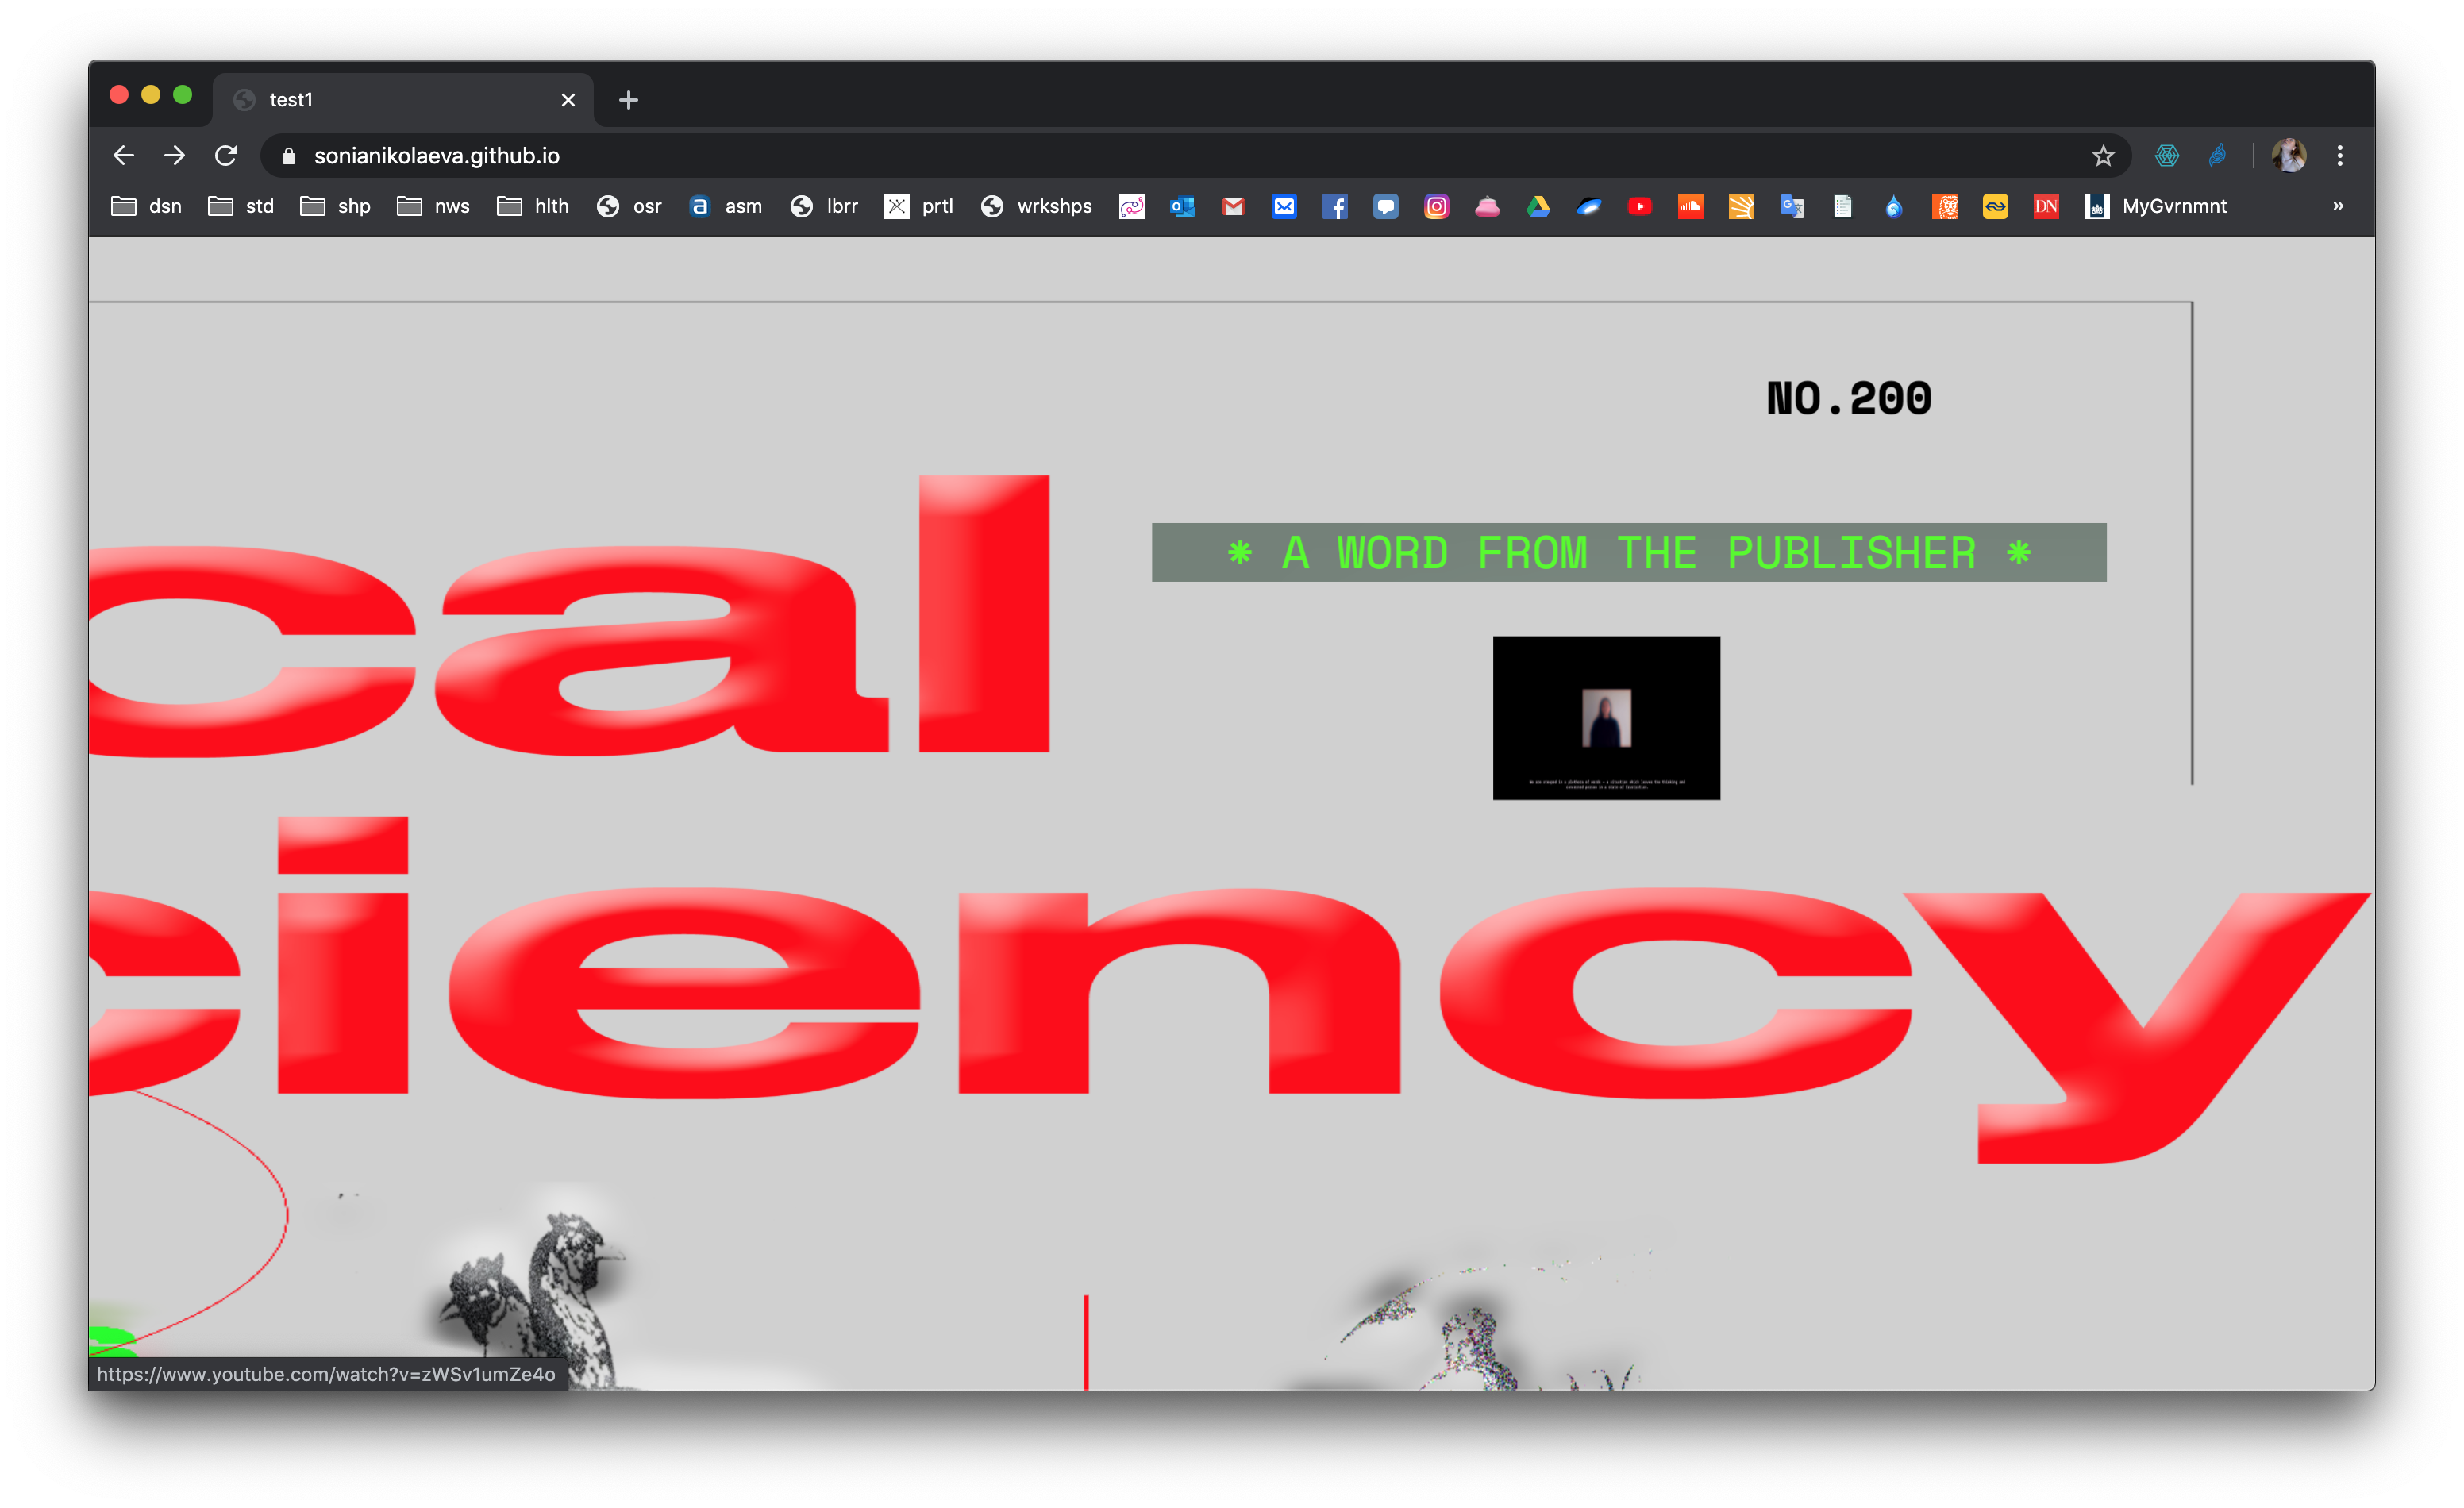 test1
sonianikolaeva.github.io
dsn std shp nws hlth osr asm lbrr prtl wrkshps DN MyGvrnmnt »
NO.200
cal
* A WORD FROM THE PUBLISHER *
ciency
https://www.youtube.com/watch?v=zWSv1umZe4o